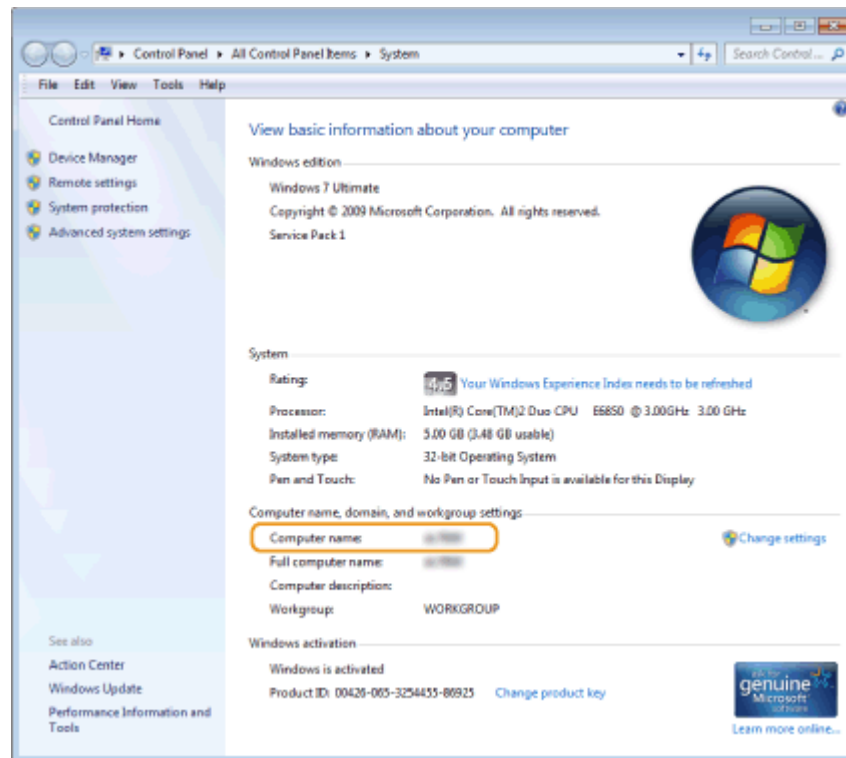 Control Panel ▸ All Control Panel Items ▸ System
Search Control ...
File Edit View Tools Help
Control Panel Home
Device Manager
Remote settings
System protection
Advanced system settings
View basic information about your computer
Windows edition
Windows 7 Ultimate
Copyright © 2009 Microsoft Corporation. All rights reserved.
Service Pack 1
System
Rating: 4,5 Your Windows Experience Index needs to be refreshed
Processor: Intel(R) Core(TM)2 Duo CPU E6850 @ 3.00GHz 3.00 GHz
Installed memory (RAM): 5.00 GB (3.48 GB usable)
System type: 32-bit Operating System
Pen and Touch: No Pen or Touch Input is available for this Display
Computer name, domain, and workgroup settings
Computer name:
Change settings
Full computer name:
Computer description:
Workgroup: WORKGROUP
Windows activation
Windows is activated
Product ID: 00426-065-3254455-86925 Change product key
genuine
Microsoft
software
Learn more online...
See also
Action Center
Windows Update
Performance Information and
Tools